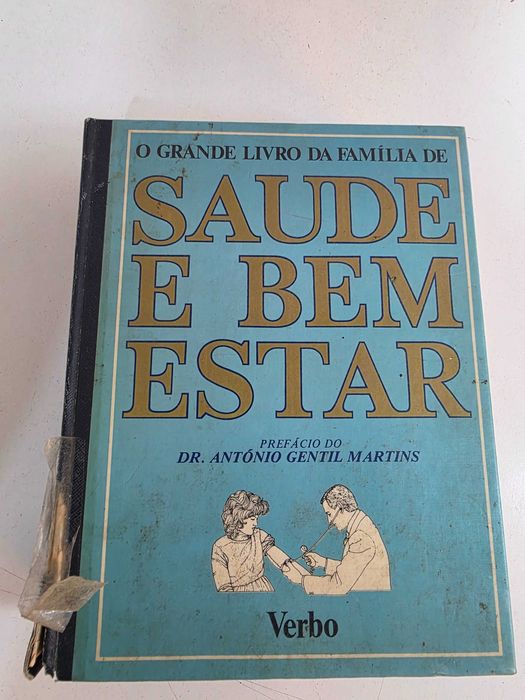 O GRANDE LIVRO DA FAMÍLIA DE
SAUDE
E BEM
ESTAR
PREFÁCIO DO
DR. ANTÓNIO GENTIL MARTINS
Verbo